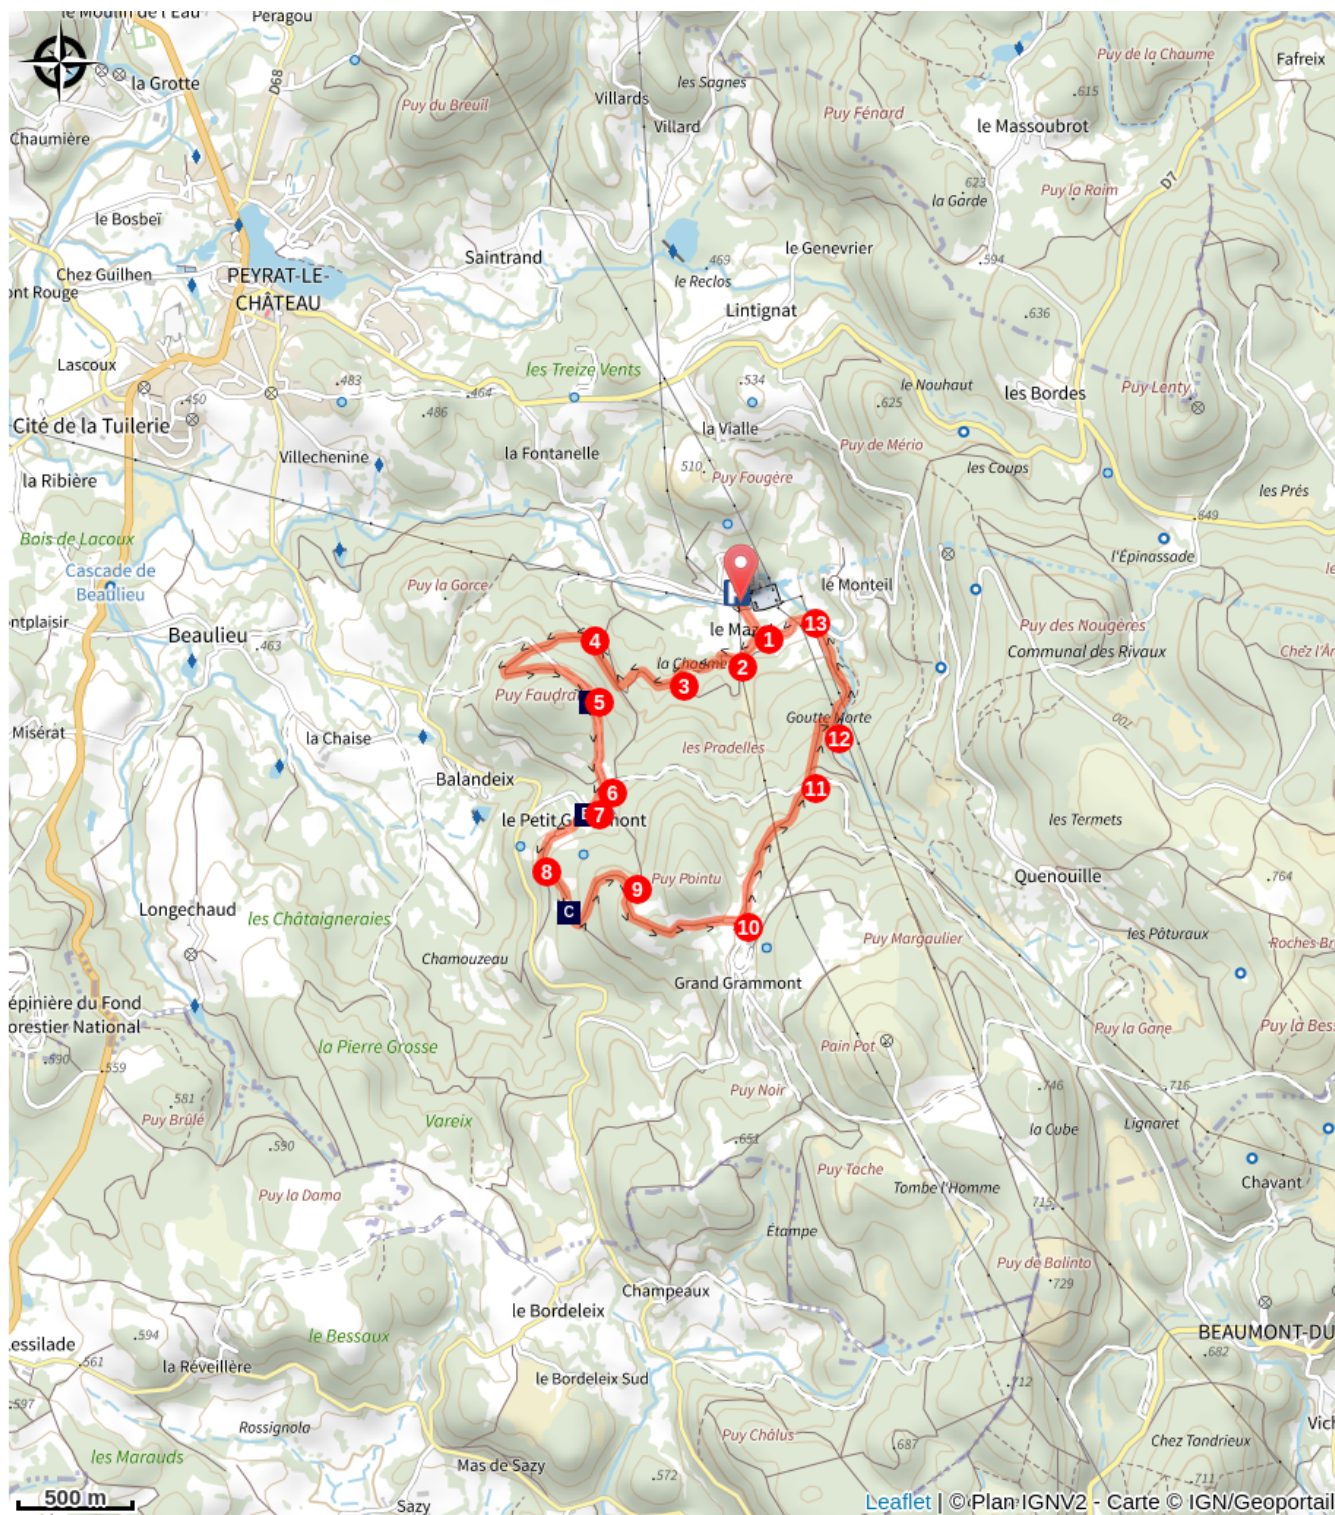 le Moulin de l'Eau
Péragou
la Grotte
D68
Chaumière
Puy du Breuil
Villards
les Sagnes
Villard
Puy de la Chaume
Fafreix
.615
Puy Fénard
le Massoubrot
D7
.623
la Garde
Puy la Raim
le Bosbeï
Saintrand
le Genevrier
.594
Chez Guilhen
PEYRAT-LE-
CHÂTEAU
.469
le Reclos
ont Rouge
Lintignat
.636
Lascoux
les Treize Vents
.483
.464
.450
.486
.534
le Nouhaut
.625
les Bordes
Puy Lenty
Cité de la Tuilerie
la Vialle
Puy de Mério
Villechenine
la Fontanelle
510.
Puy Fougère
les Coups
la Ribière
les Prés
.649
Bois de Lacoux
l'Épinassade
Cascade de
Beaulieu
Puy la Gorce
le Monteil
ontplaisir
Beaulieu
.463
4
le Maz
1
13
Puy des Nougères
Communal des Rivaux
Chez l'Ar
la Chaume
2
3
Puy Faudra
5
Goutte Morte
700
Misérat
la Chaise
les Pradelles
12
Balandeix
6
11
le Petit G
mont
7
les Termets
8
Puy Pointu
9
Quenouille
.764
Longechaud
les Châtaigneraies
C
10
Puy Margaulier
les Pâturaux
Roches Br
Chamouzeau
Grand Grammont
épinière du Fond
orestier National
la Pierre Grosse
Pain Pot
Puy la Gane
Puy la Bess
.590
.559
.581
Puy Brûlé
Vareix
Puy Noir
.746
.716
la Cube
Lignaret
.590
.651
Puy la Dama
Puy Tache
Tombe l'Homme
Chavant
715.
Étampe
Puy de Balinto
.729
Champeaux
le Bordeleix
le Bessaux
.594
essilade
.561
la Réveillère
BEAUMONT-DU
.682
le Bordeleix Sud
.712
.597
Rossignola
Puy Châlus
.687
Chez Tandrieux
Vich
les Marauds
Mas de Sazy
.572
.711
500 m
Sazy
Leaflet | © Plan IGNV2 - Carte © IGN/Geoportail